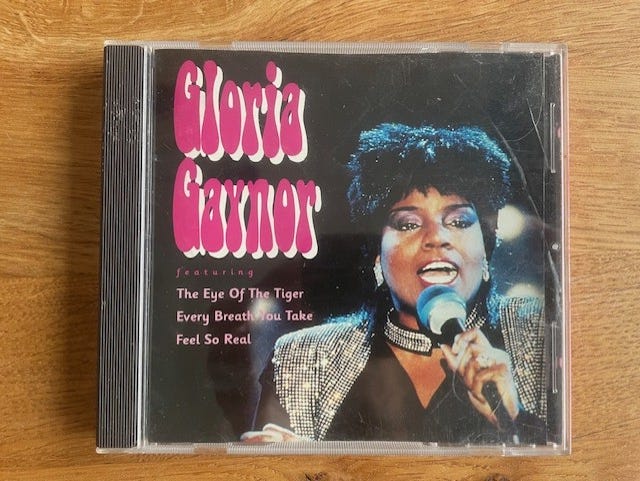 Gloria
Gaynor
featuring
The Eye Of The Tiger
Every Breath You Take
Feel So Real